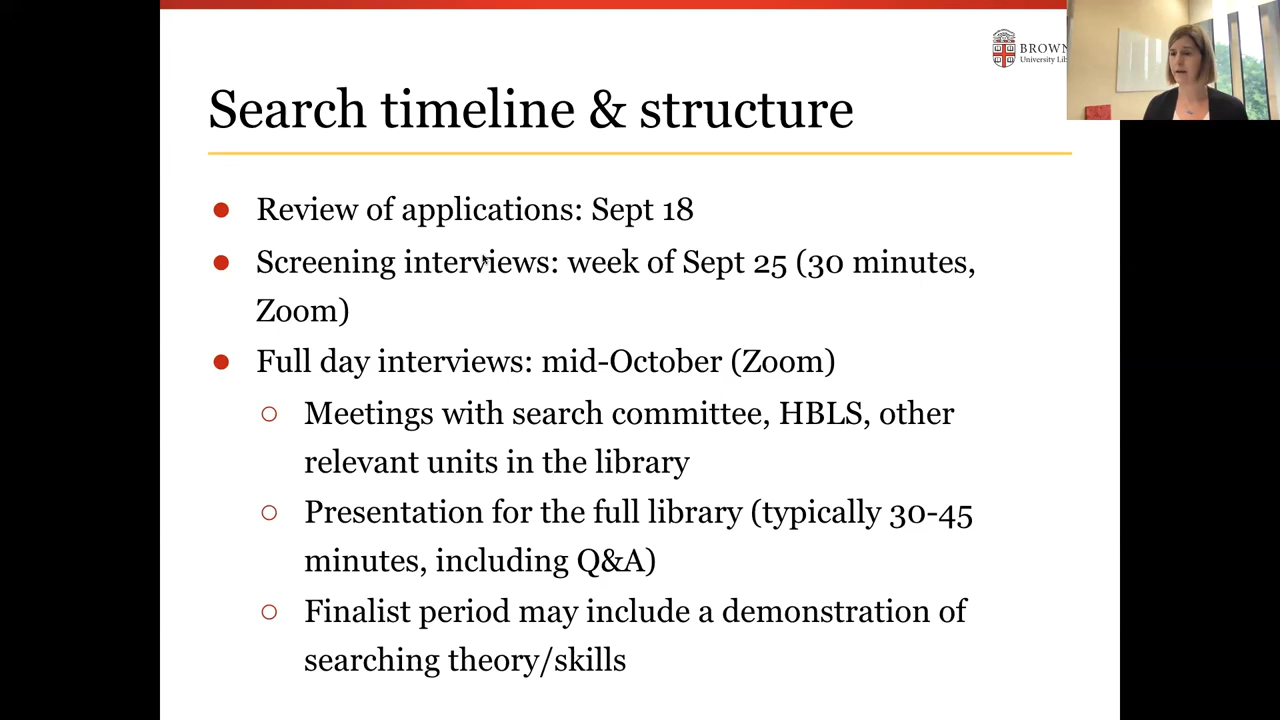 BROWN
University Lib
Search timeline & structure
Review of applications: Sept 18
Screening interviews: week of Sept 25 (30 minutes,
Zoom)
Full day interviews: mid-October (Zoom)
Meetings with search committee, HBLS, other
relevant units in the library
Presentation for the full library (typically 30-45
minutes, including Q&A)
Finalist period may include a demonstration of
searching theory/skills